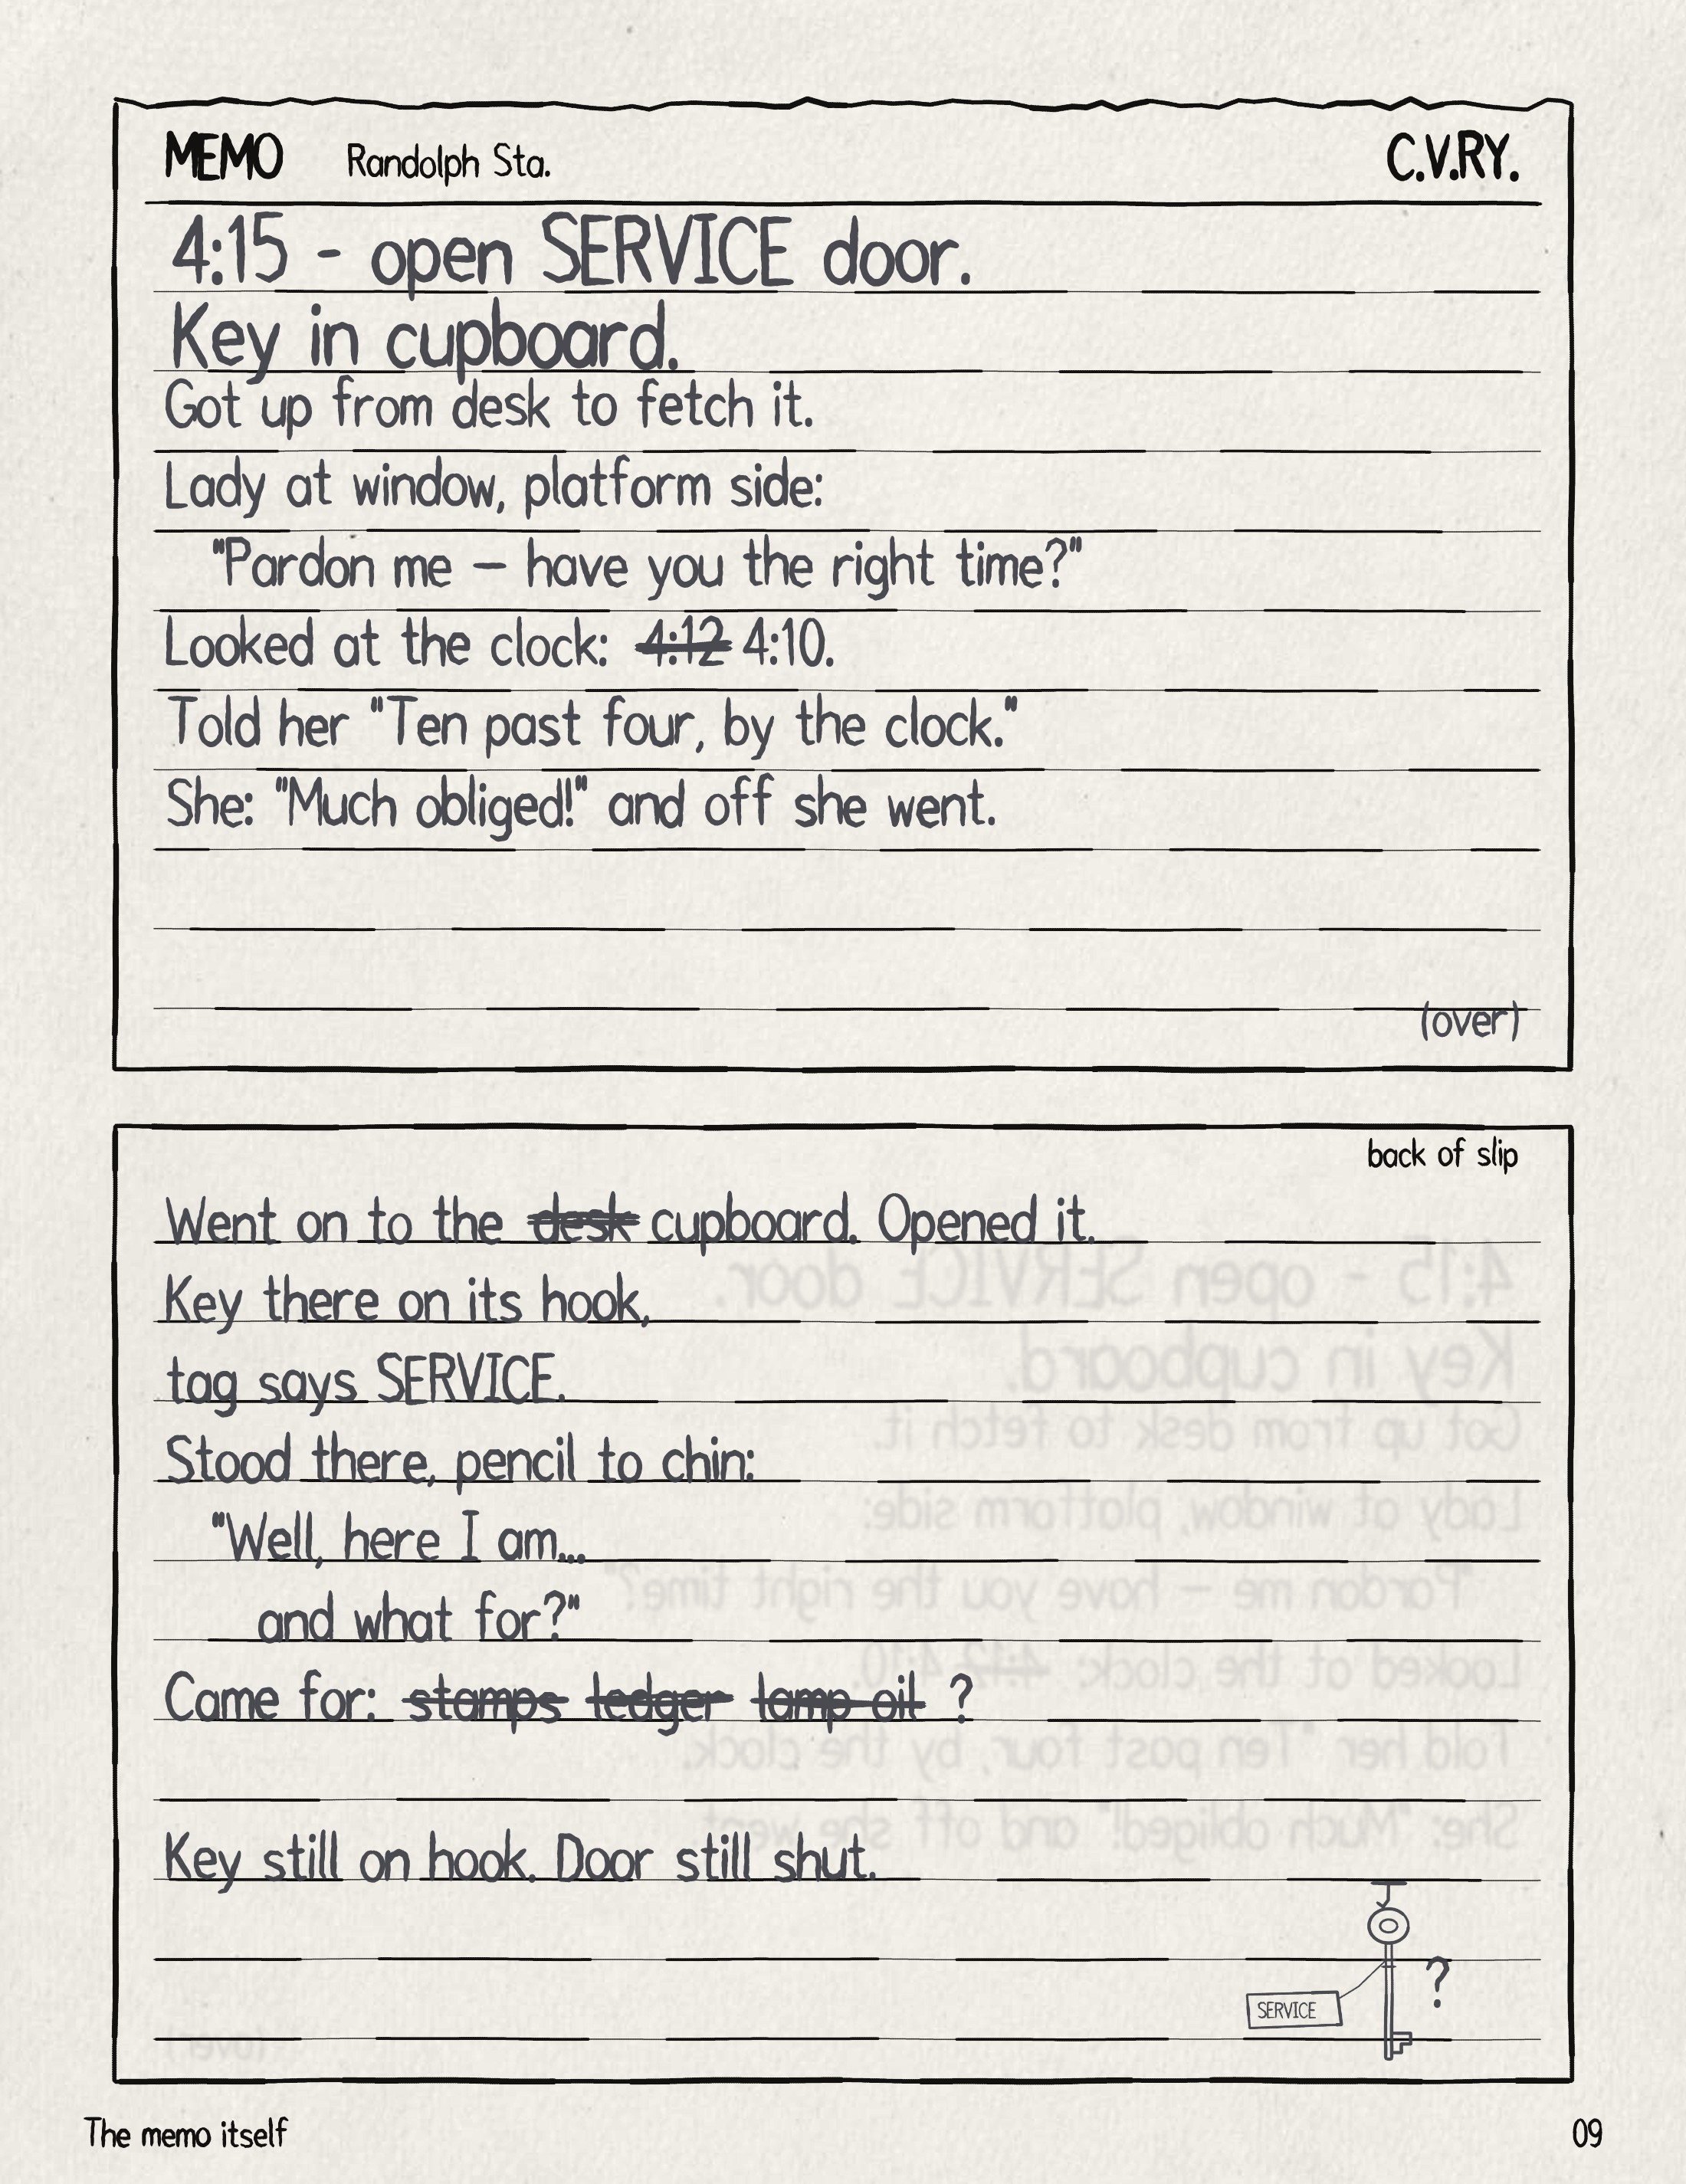 MEMO Randolph Sta. C.V.RY.
4:15 - open SERVICE door.
Key in cupboard.
Got up from desk to fetch it.
Lady at window, platform side:
"Pardon me – have you the right time?"
Looked at the clock: 4:12 4:10.
Told her "Ten past four, by the clock."
She: "Much obliged!" and off she went.
(over)
back of slip
Went on to the desk cupboard. Opened it.
Key there on its hook,
tag says SERVICE.
Stood there, pencil to chin:
"Well, here I am...
and what for?"
Came for: stamps ledger lamp oil ?
Key still on hook. Door still shut.
?
SERVICE
The memo itself 09